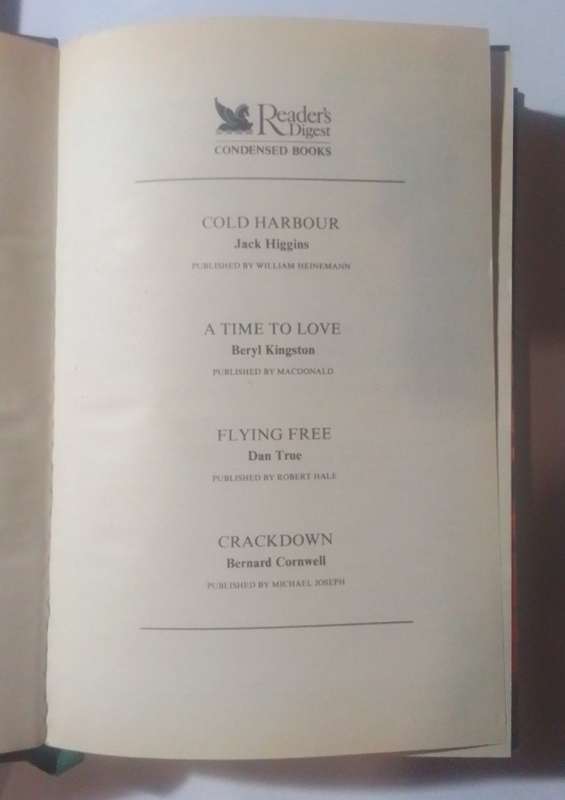 Reader's
Digest
CONDENSED BOOKS
COLD HARBOUR
Jack Higgins
PUBLISHED BY WILLIAM HEINEMANN
A TIME TO LOVE
Beryl Kingston
PUBLISHED BY MACDONALD
FLYING FREE
Dan True
PUBLISHED BY ROBERT HALE
CRACKDOWN
Bernard Cornwell
PUBLISHED BY MICHAEL JOSEPH